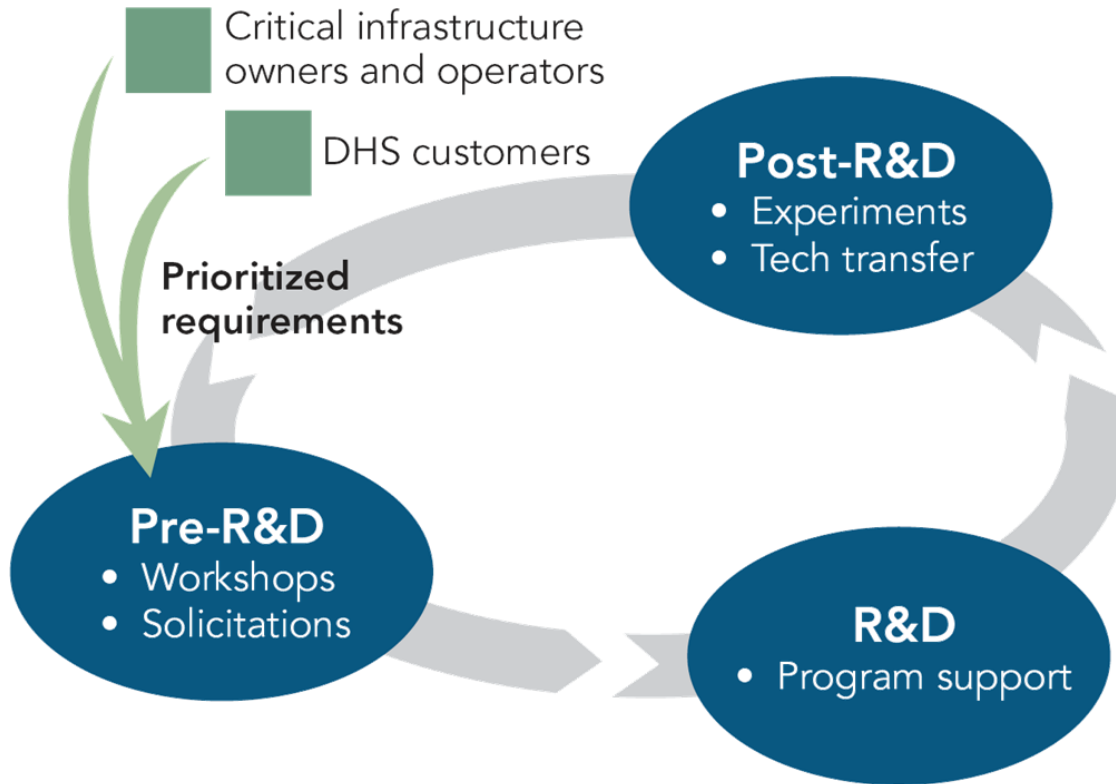 Critical infrastructure
owners and operators
DHS customers
Prioritized
requirements
Post-R&D
• Experiments
• Tech transfer
Pre-R&D
• Workshops
• Solicitations
R&D
• Program support